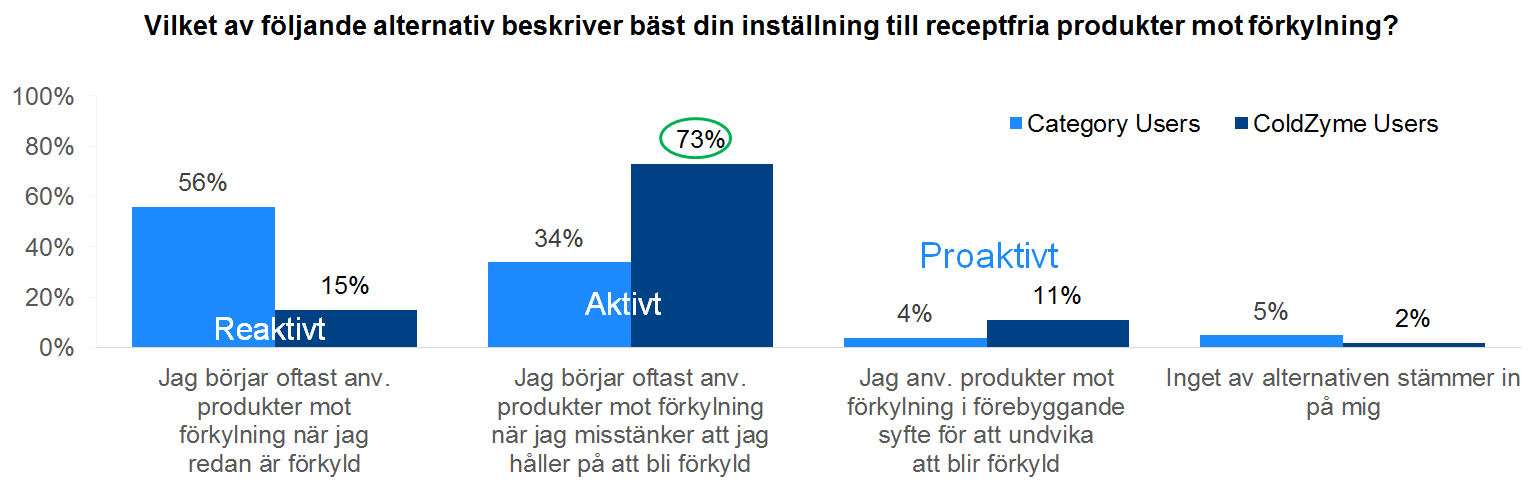 Vilket av följande alternativ beskriver bäst din inställning till receptfria produkter mot förkylning?
100%
80%
60%
40%
20%
0%
Category Users
ColdZyme Users
56%
15%
Reaktivt
34%
73%
Aktivt
Proaktivt
4%
11%
5%
2%
Jag börjar oftast anv.
produkter mot
förkylning när jag
redan är förkyld
Jag börjar oftast anv.
produkter mot förkylning
när jag misstänker att jag
håller på att bli förkyld
Jag anv. produkter mot
förkylning i förebyggande
syfte för att undvika
att blir förkyld
Inget av alternativen stämmer in
på mig